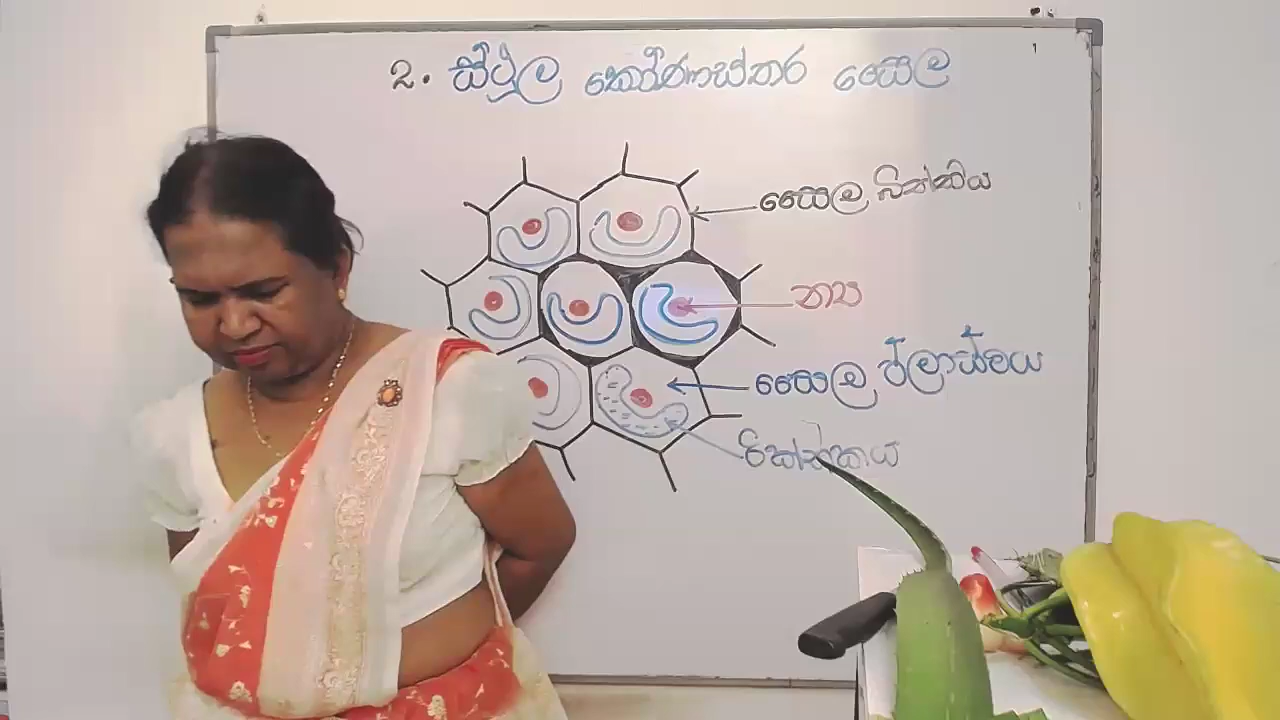 2. ස්ථූල කෝණාස්තර සෛල
සෛල බිත්තිය
න්‍යෂ
සෛල ප්ලාස්මය
රික්තකය